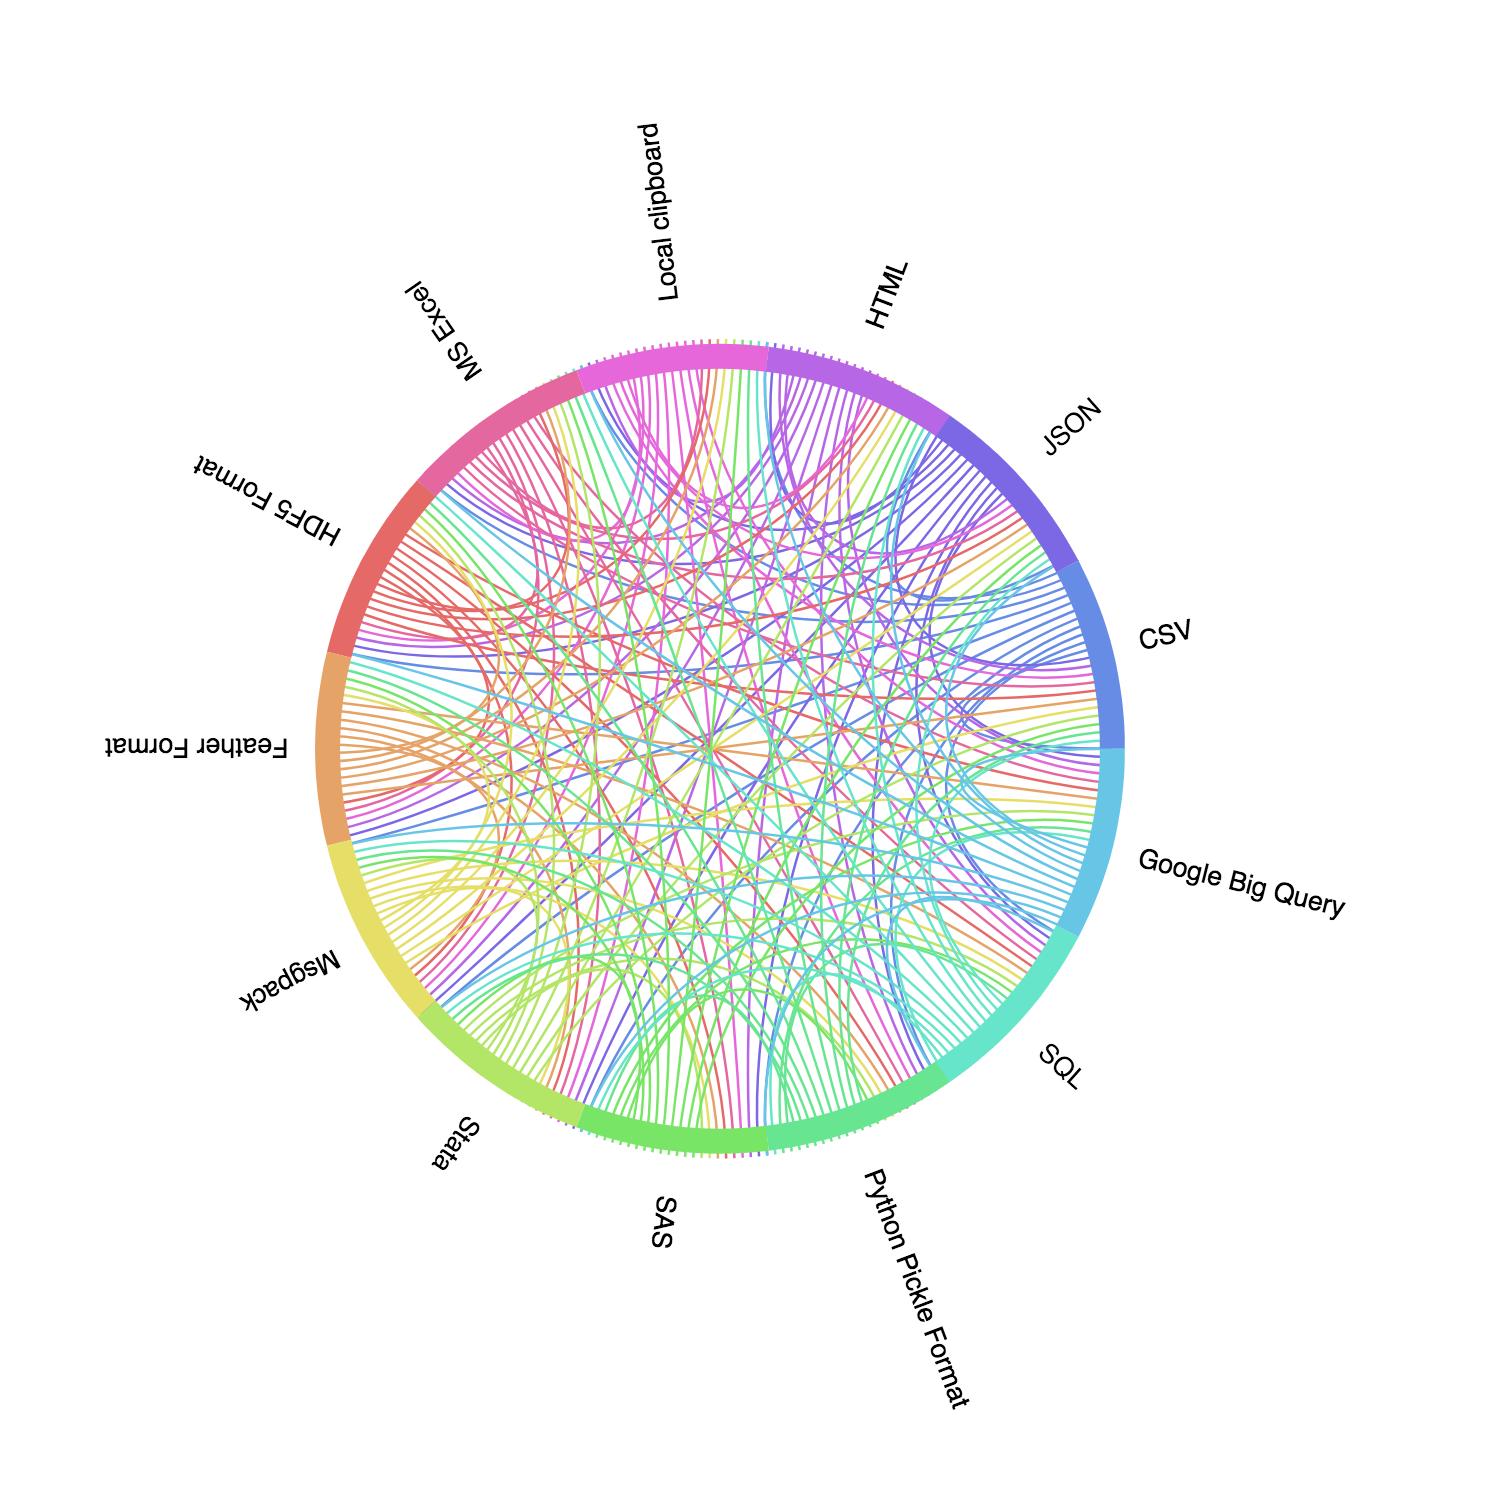 Local clipboard
HTML
JSON
CSV
Google Big Query
SQL
Python Pickle Format
SAS
Stata
Msgpack
Feather Format
HDF5 Format
MS Excel